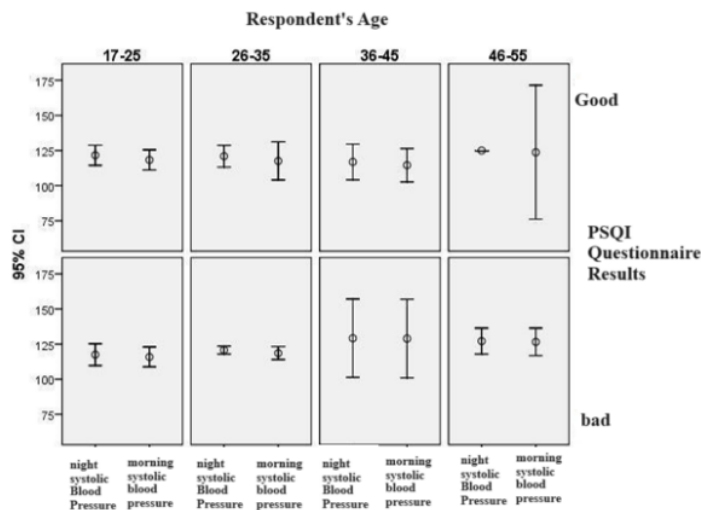 Respondent's Age
17-25 26-35 36-45 46-55
175
150
125
100
75
Good
95% CI
PSQI
Questionnaire
Results
175
150
125
100
75
bad
night
systolic
Blood
Pressure
morning
systolic
blood
pressure
night
systolic
Blood
Pressure
morning
systolic
blood
pressure
night
systolic
Blood
Pressure
morning
systolic
blood
pressure
night
systolic
Blood
Pressure
morning
systolic
blood
pressure